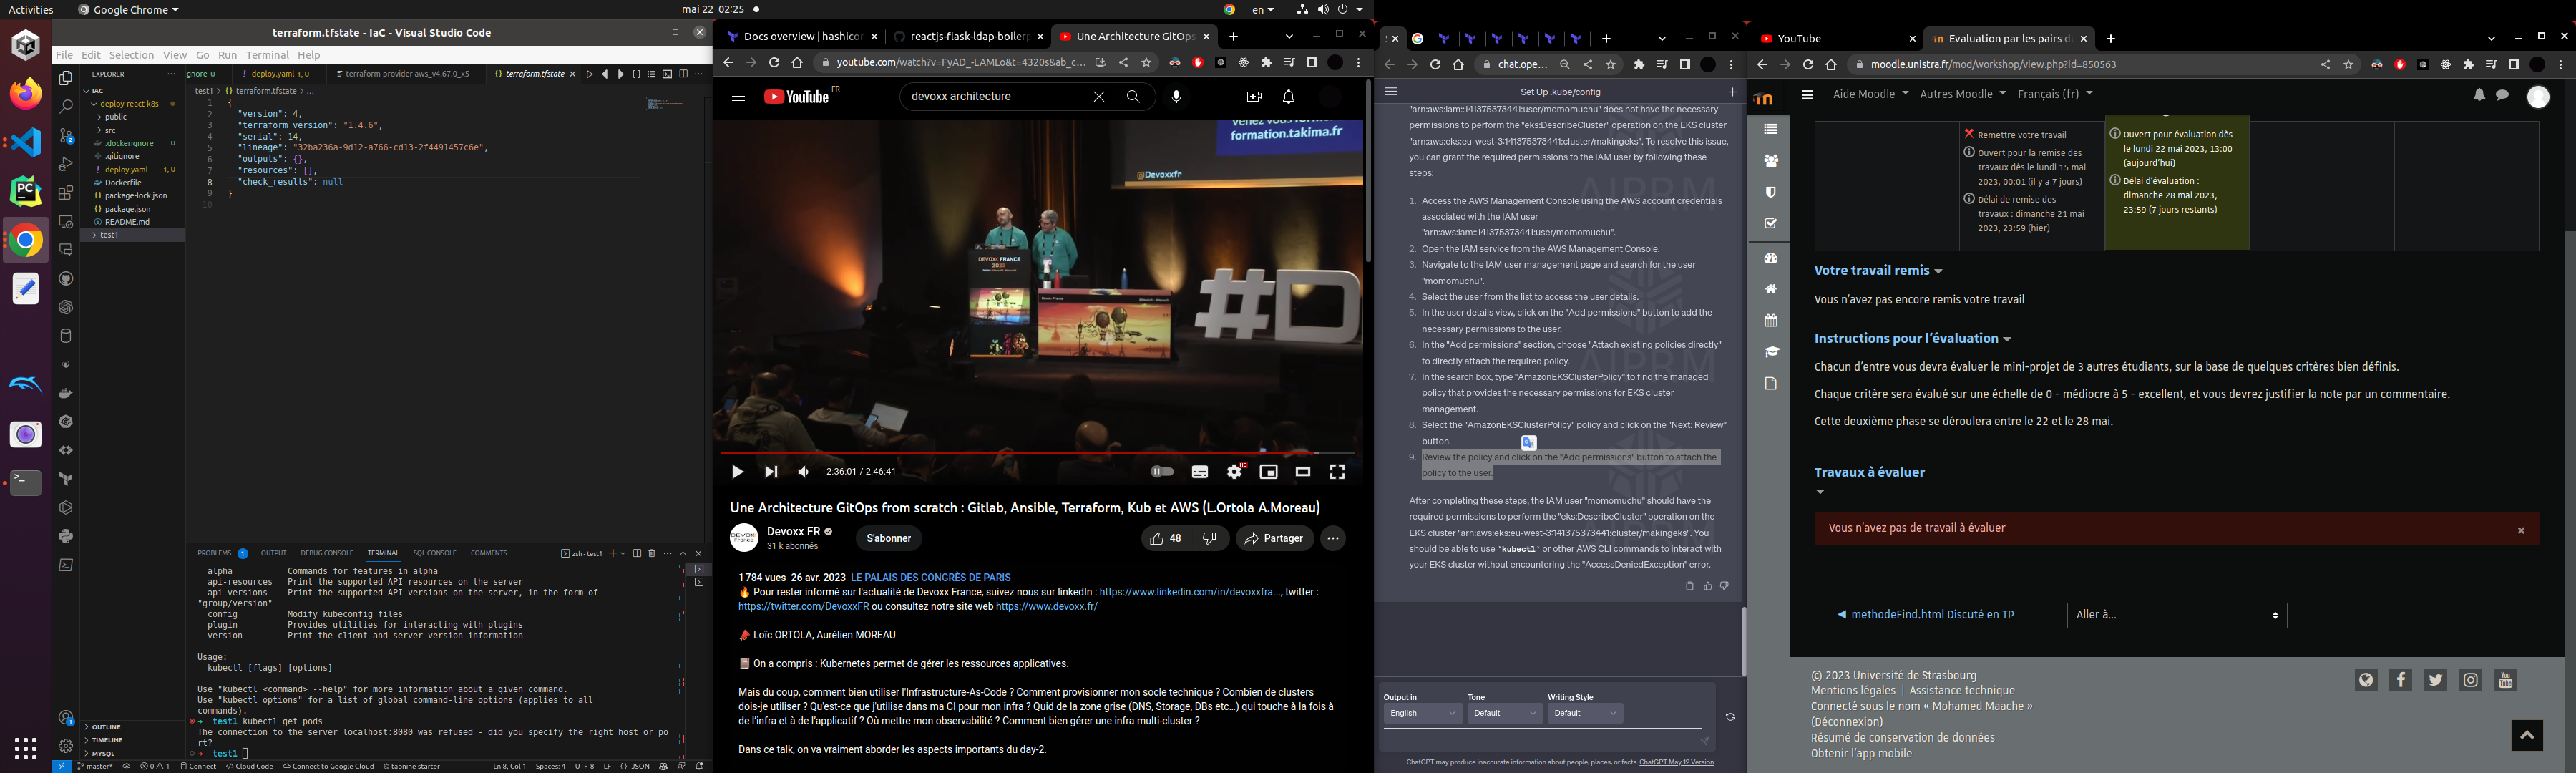 Activities
Google Chrome
mai 22 02:25
en
terraform.tfstate - IaC - Visual Studio Code
File Edit Selection View Go Run Terminal Help
EXPLORER
IAC
deploy-react-k8s
public
src
.dockerignore U
.gitignore
deploy.yaml 1, U
Dockerfile
package-lock.json
package.json
README.md
test1
OUTLINE
TIMELINE
MYSQL
gnore U
deploy.yaml 1, U
terraform-provider-aws_v4.67.0_x5
terraform.tfstate
test1 > {} terraform.tfstate > ...
1 {
2 "version": 4,
3 "terraform_version": "1.4.6",
4 "serial": 14,
5 "lineage": "32ba236a-9d12-a766-cd13-2f4491457c6e",
6 "outputs": {},
7 "resources": [],
8 "check_results": null
9 }
10
PROBLEMS 1 OUTPUT DEBUG CONSOLE TERMINAL SQL CONSOLE COMMENTS
zsh - test1
alpha Commands for features in alpha
api-resources Print the supported API resources on the server
api-versions Print the supported API versions on the server, in the form of
"group/version"
config Modify kubeconfig files
plugin Provides utilities for interacting with plugins
version Print the client and server version information
Usage:
kubectl [flags] [options]
Use "kubectl <command> --help" for more information about a given command.
Use "kubectl options" for a list of global command-line options (applies to all
commands).
test1 kubectl get pods
The connection to the server localhost:8080 was refused - did you specify the right host or po
rt?
test1
master* 0 1 Connect Cloud Code Connect to Google Cloud tabnine starter
Ln 8, Col 1 Spaces: 4 UTF-8 LF {} JSON
Docs overview | hashicor
reactjs-flask-ldap-boilerp
Une Architecture GitOps
youtube.com/watch?v=FyAD_-LAMLo&t=4320s&ab_c...
YouTube FR
devoxx architecture
venez vous former
formation.takima.fr
@Devoxxfr
DEVOXX FRANCE
2023
#D
2:36:01 / 2:46:41
HD
Une Architecture GitOps from scratch : Gitlab, Ansible, Terraform, Kub et AWS (L.Ortola A.Moreau)
DEVOXX
France
Devoxx FR
31 k abonnés
S'abonner
48
Partager
1 784 vues 26 avr. 2023 LE PALAIS DES CONGRÈS DE PARIS
🔥 Pour rester informé sur l'actualité de Devoxx France, suivez nous sur linkedIn : https://www.linkedin.com/in/devoxxfra..., twitter :
https://twitter.com/DevoxxFR ou consultez notre site web https://www.devoxx.fr/
📣 Loïc ORTOLA, Aurélien MOREAU
📔 On a compris : Kubernetes permet de gérer les ressources applicatives.
Mais du coup, comment bien utiliser l'Infrastructure-As-Code ? Comment provisionner mon socle technique ? Combien de clusters
dois-je utiliser ? Qu'est-ce que j'utilise dans ma CI pour mon infra ? Quid de la zone grise (DNS, Storage, DBs etc…) qui touche à la fois à
de l'infra et à de l'applicatif ? Où mettre mon observabilité ? Comment bien gérer une infra multi-cluster ?
Dans ce talk, on va vraiment aborder les aspects importants du day-2.
chat.ope...
Set Up .kube/config
"arn:aws:iam::141375373441:user/momomuchu" does not have the necessary
permissions to perform the "eks:DescribeCluster" operation on the EKS cluster
"arn:aws:eks:eu-west-3:141375373441:cluster/makingeks". To resolve this issue,
you can grant the required permissions to the IAM user by following these
steps:
1. Access the AWS Management Console using the AWS account credentials
associated with the IAM user
"arn:aws:iam::141375373441:user/momomuchu".
2. Open the IAM service from the AWS Management Console.
3. Navigate to the IAM user management page and search for the user
"momomuchu".
4. Select the user from the list to access the user details.
5. In the user details view, click on the "Add permissions" button to add the
necessary permissions to the user.
6. In the "Add permissions" section, choose "Attach existing policies directly"
to directly attach the required policy.
7. In the search box, type "AmazonEKSClusterPolicy" to find the managed
policy that provides the necessary permissions for EKS cluster
management.
8. Select the "AmazonEKSClusterPolicy" policy and click on the "Next: Review"
button.
9. Review the policy and click on the "Add permissions" button to attach the
policy to the user.
After completing these steps, the IAM user "momomuchu" should have the
required permissions to perform the "eks:DescribeCluster" operation on the
EKS cluster "arn:aws:eks:eu-west-3:141375373441:cluster/makingeks". You
should be able to use `kubectl` or other AWS CLI commands to interact with
your EKS cluster without encountering the "AccessDeniedException" error.
AIPRM
AIPRM
Output in Tone Writing Style
English Default Default
ChatGPT may produce inaccurate information about people, places, or facts. ChatGPT May 12 Version
YouTube
Evaluation par les pairs d
moodle.unistra.fr/mod/workshop/view.php?id=850563
Aide Moodle Autres Moodle Français (fr)
Remettre votre travail
Ouvert pour la remise des
travaux dès le lundi 15 mai
2023, 00:01 (il y a 7 jours)
Délai de remise des
travaux : dimanche 21 mai
2023, 23:59 (hier)
Ouvert pour évaluation dès
le lundi 22 mai 2023, 13:00
(aujourd'hui)
Délai d'évaluation :
dimanche 28 mai 2023,
23:59 (7 jours restants)
Votre travail remis
Vous n'avez pas encore remis votre travail
Instructions pour l'évaluation
Chacun d'entre vous devra évaluer le mini-projet de 3 autres étudiants, sur la base de quelques critères bien définis.
Chaque critère sera évalué sur une échelle de 0 - médiocre à 5 - excellent, et vous devrez justifier la note par un commentaire.
Cette deuxième phase se déroulera entre le 22 et le 28 mai.
Travaux à évaluer
Vous n'avez pas de travail à évaluer
◄ methodeFind.html Discuté en TP
Aller à...
© 2023 Université de Strasbourg
Mentions légales | Assistance technique
Connecté sous le nom « Mohamed Maache »
(Déconnexion)
Résumé de conservation de données
Obtenir l'app mobile